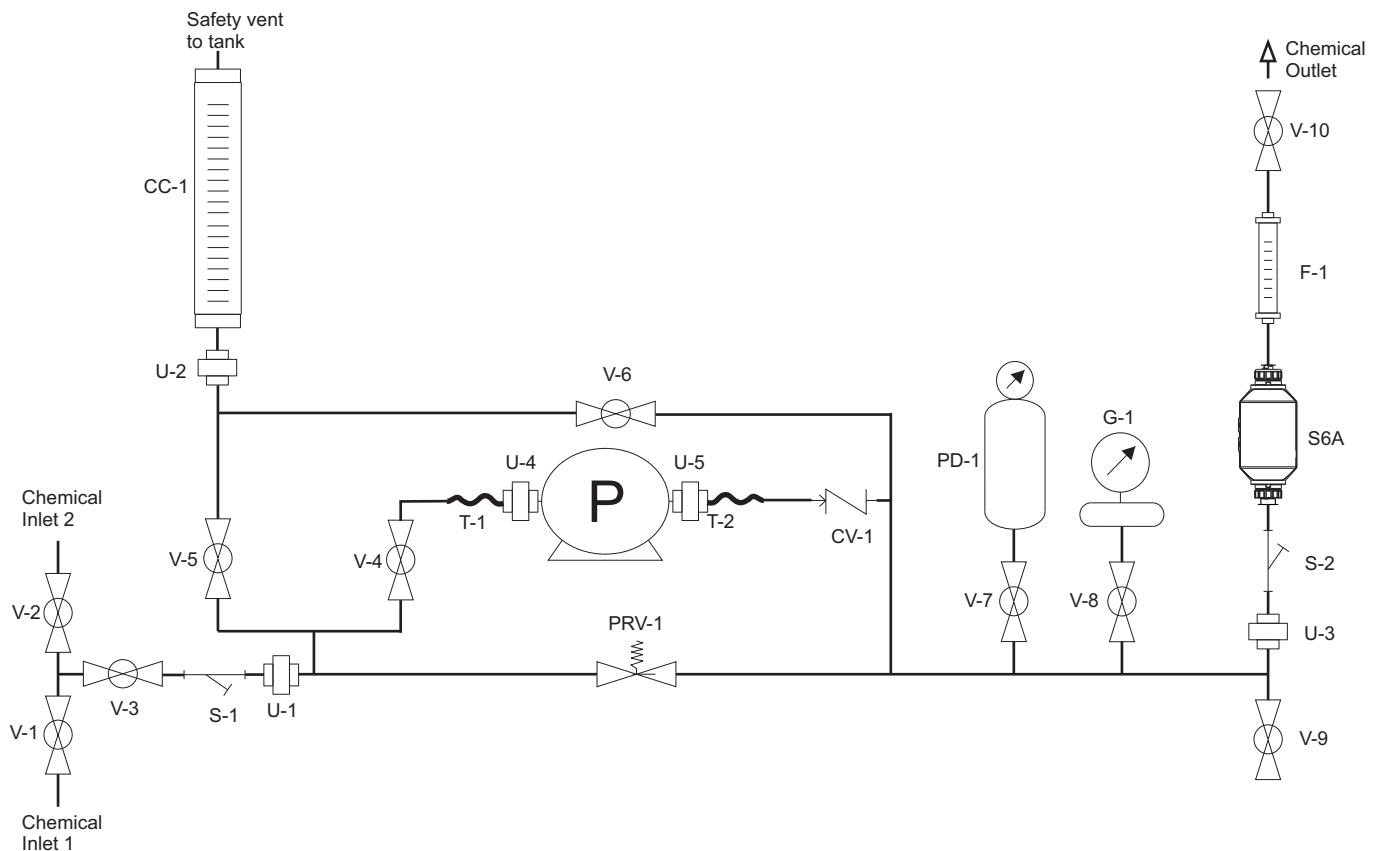 Safety vent
to tank
Chemical
Outlet
V-10
CC-1
F-1
U-2
V-6
G-1
S6A
PD-1
U-4
U-5
P
Chemical
Inlet 2
T-1
T-2
CV-1
V-5
V-4
S-2
V-7
V-8
V-2
PRV-1
U-3
V-3
S-1
U-1
V-1
V-9
Chemical
Inlet 1